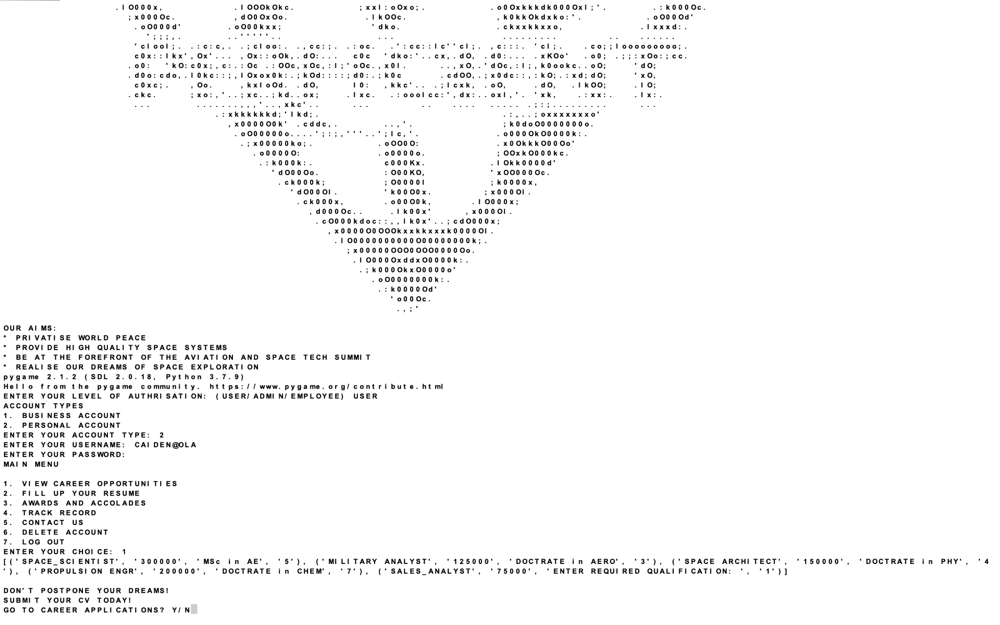 OUR AIMS:
* PRIVATISE WORLD PEACE
* PROVIDE HIGH QUALITY SPACE SYSTEMS
* BE AT THE FOREFRONT OF THE AVIATION AND SPACE TECH SUMMIT
* REALISE OUR DREAMS OF SPACE EXPLORATION
pygame 2.1.2 (SDL 2.0.18, Python 3.7.9)
Hello from the pygame community. https://www.pygame.org/contribute.html
ENTER YOUR LEVEL OF AUTHRISATION: (USER/ADMIN/EMPLOYEE) USER
ACCOUNT TYPES
1. BUSINESS ACCOUNT
2. PERSONAL ACCOUNT
ENTER YOUR ACCOUNT TYPE: 2
ENTER YOUR USERNAME: CAIDEN@OLA
ENTER YOUR PASSWORD:
MAIN MENU
1. VIEW CAREER OPPORTUNITIES
2. FILL UP YOUR RESUME
3. AWARDS AND ACCOLADES
4. TRACK RECORD
5. CONTACT US
6. DELETE ACCOUNT
7. LOG OUT
ENTER YOUR CHOICE: 1
[('SPACE_SCIENTIST', '300000', 'MSc in AE', '5'), ('MILITARY ANALYST', '125000', 'DOCTRATE in AERO', '3'), ('SPACE ARCHITECT', '150000', 'DOCTRATE in PHY', '4
'), ('PROPULSION ENGR', '200000', 'DOCTRATE in CHEM', '7'), ('SALES_ANALYST', '75000', 'ENTER REQUIRED QUALIFICATION: ', '1')]
DON'T POSTPONE YOUR DREAMS!
SUBMIT YOUR CV TODAY!
GO TO CAREER APPLICATIONS? Y/N